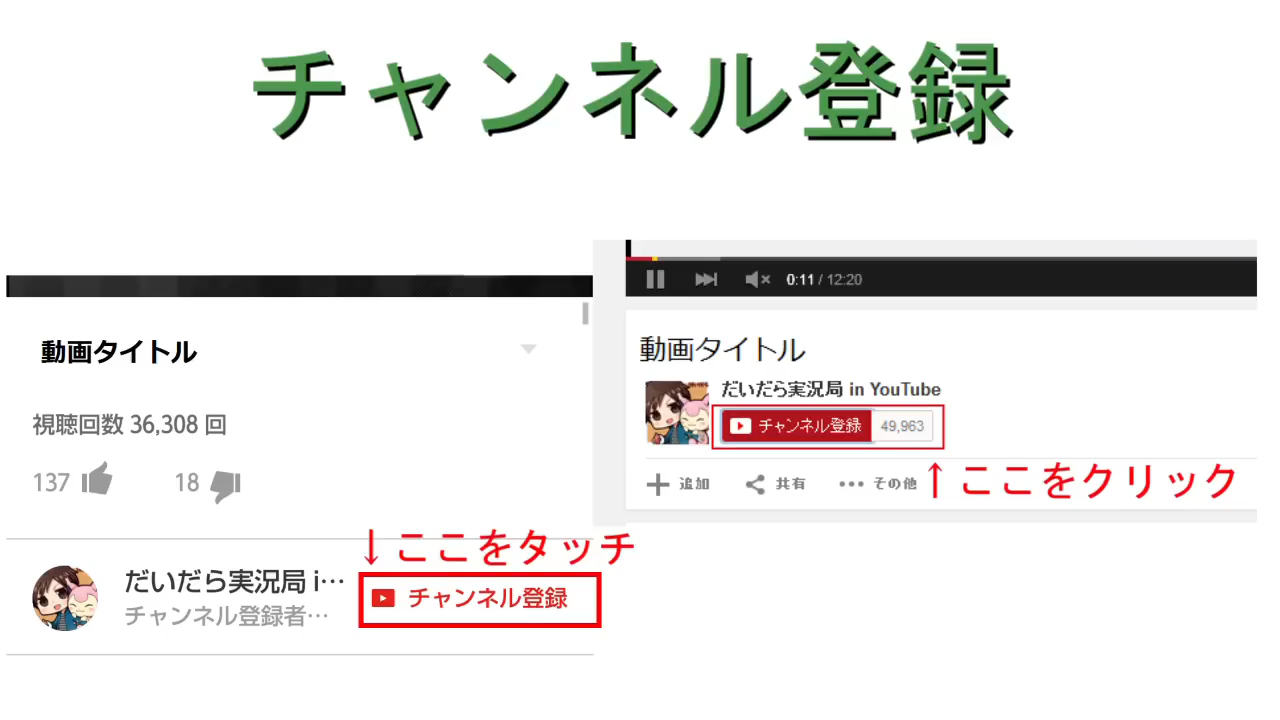 チャンネル登録
動画タイトル
視聴回数 36,308 回
137
18
↓ここをタッチ
だいだら実況局 i…
チャンネル登録者…
チャンネル登録
0:11 / 12:20
動画タイトル
だいだら実況局 in YouTube
チャンネル登録 49,963
追加 共有 その他
↑ここをクリック